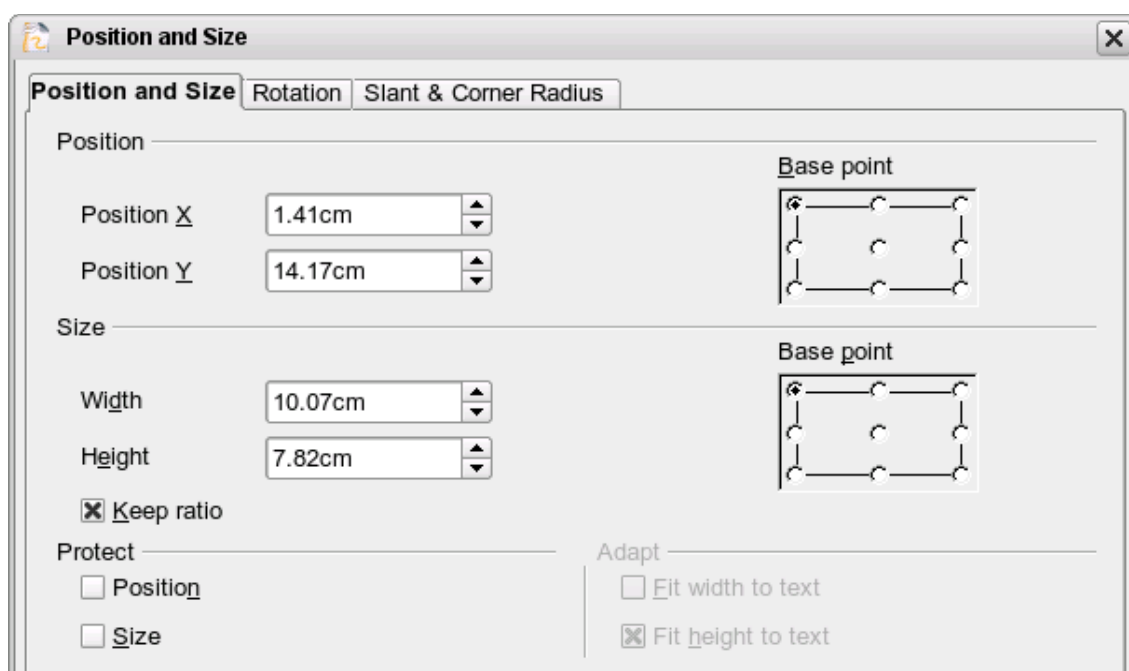 Position and Size
Position and Size Rotation Slant & Corner Radius
Position
Base point
Position X 1.41cm
Position Y 14.17cm
Size
Base point
Width 10.07cm
Height 7.82cm
Keep ratio
Protect Adapt
Position Fit width to text
Size Fit height to text